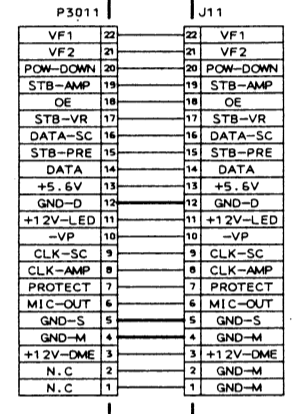 P3011 J11
VF1 22 22 VF1
VF2 21 21 VF2
POW-DOWN 20 20 POW-DOWN
STB-AMP 19 19 STB-AMP
OE 18 18 OE
STB-VR 17 17 STB-VR
DATA-SC 16 16 DATA-SC
STB-PRE 15 15 STB-PRE
DATA 14 14 DATA
+5.6V 13 13 +5.6V
GND-D 12 12 GND-D
+12V-LED 11 11 +12V-LED
-VP 10 10 -VP
CLK-SC 9 9 CLK-SC
CLK-AMP 8 8 CLK-AMP
PROTECT 7 7 PROTECT
MIC-OUT 6 6 MIC-OUT
GND-S 5 5 GND-S
GND-M 4 4 GND-M
+12V-DME 3 3 +12V-DME
N.C 2 2 GND-M
N.C 1 1 GND-M